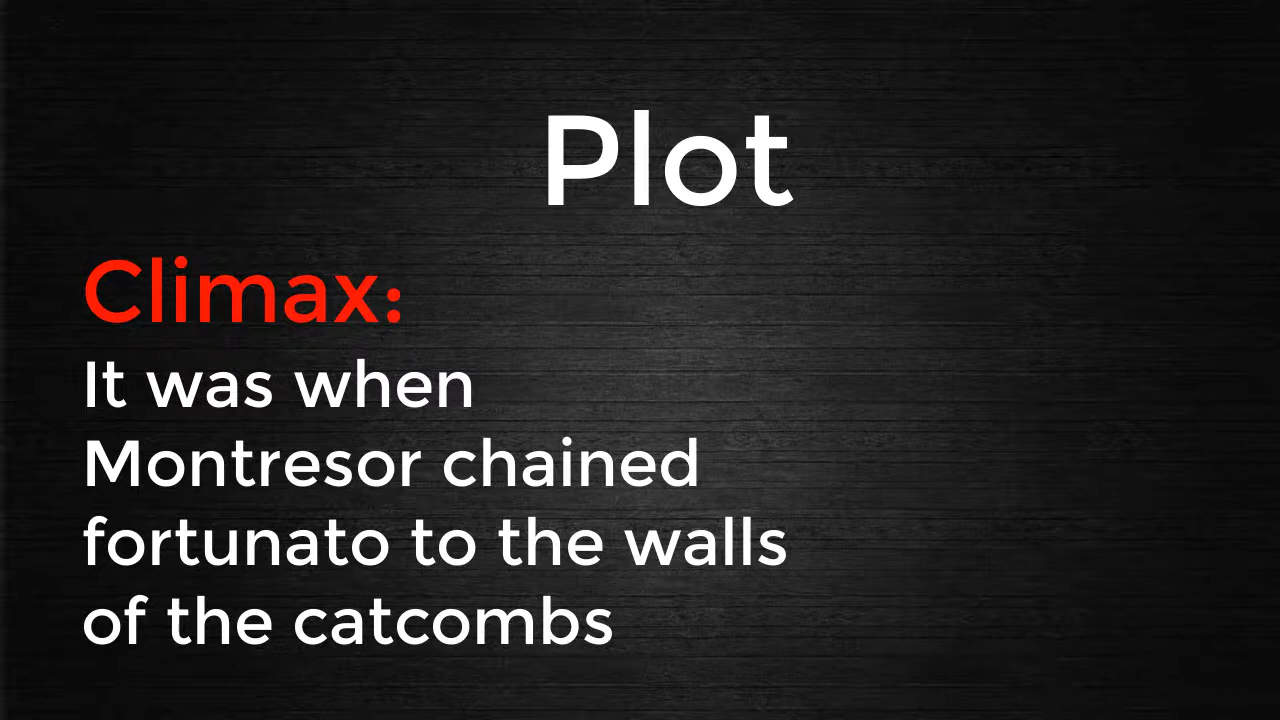 Plot
Climax:
It was when
Montresor chained
fortunato to the walls
of the catcombs